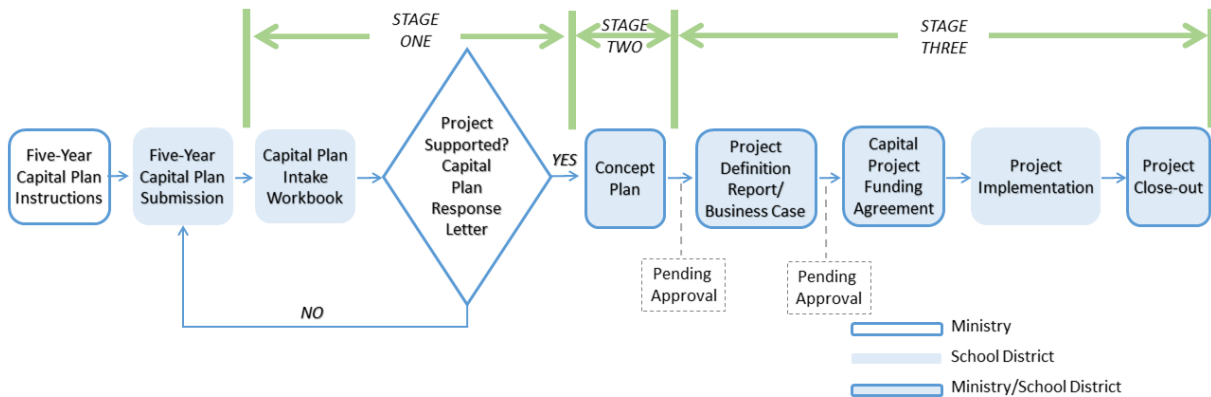 STAGE
ONE
STAGE
TWO
STAGE
THREE
Five-Year
Capital Plan
Instructions
Five-Year
Capital Plan
Submission
Capital Plan
Intake
Workbook
Project
Supported?
Capital
Plan
Response
Letter
YES
Concept
Plan
Project
Definition
Report/
Business Case
Capital
Project
Funding
Agreement
Project
Implementation
Project
Close-out
Pending
Approval
Pending
Approval
NO
Ministry
School District
Ministry/School District